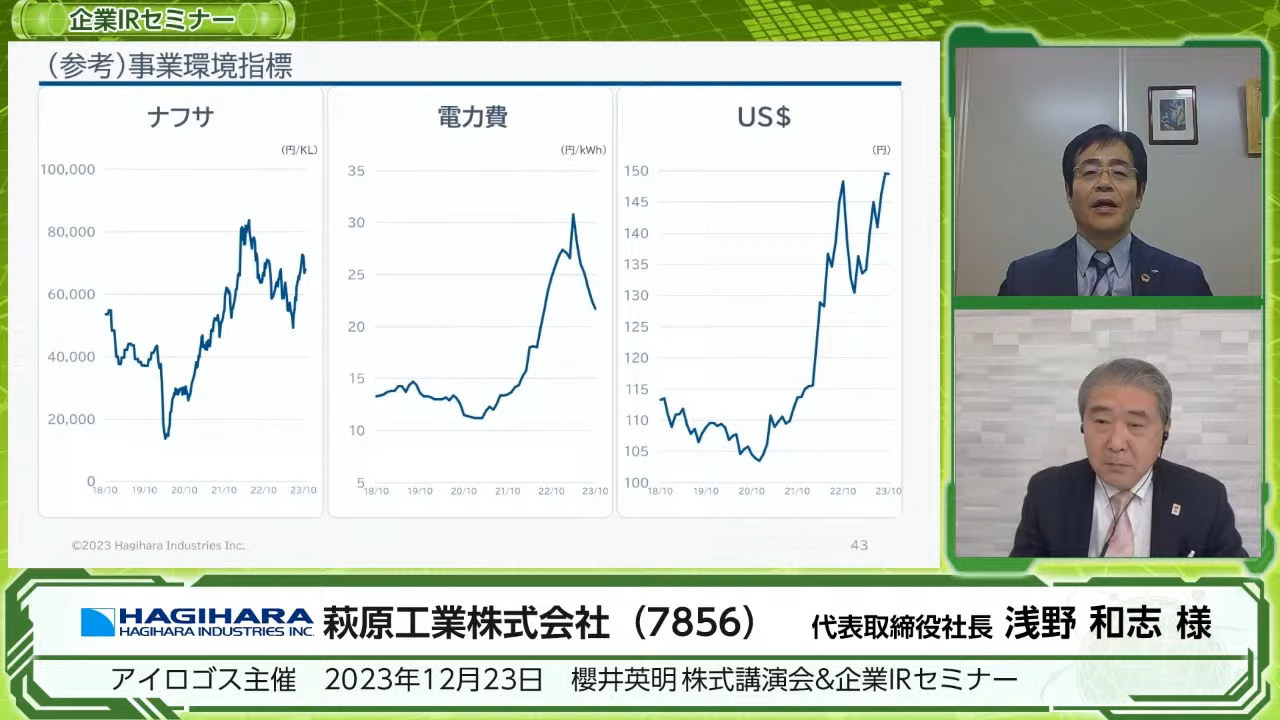 企業IRセミナー
（参考）事業環境指標
ナフサ
(円/KL)
100,000
80,000
60,000
40,000
20,000
0
18/10 19/10 20/10 21/10 22/10 23/10
電力費
(円/kWh)
35
30
25
20
15
10
5
18/10 19/10 20/10 21/10 22/10 23/10
US$
(円)
150
145
140
135
130
125
120
115
110
105
100
18/10 19/10 20/10 21/10 22/10 23/10
©2023 Hagihara Industries Inc.
43
HAGIHARA
HAGIHARA INDUSTRIES INC.
萩原工業株式会社（7856） 代表取締役社長 浅野 和志 様
アイロゴス主催 2023年12月23日 櫻井英明 株式講演会&企業IRセミナー